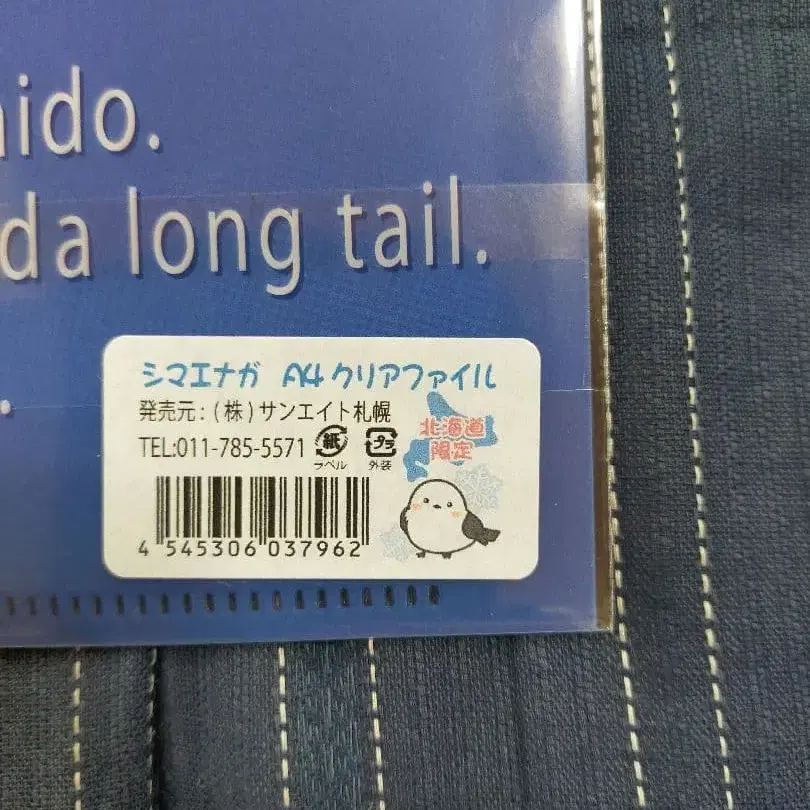 ido.
da long tail.
.
シマエナガ A4クリアファイル
発売元:(株)サンエイト札幌
TEL:011-785-5571
紙
ラベル
プラ
外装
北海道
限定
4 545306 037962